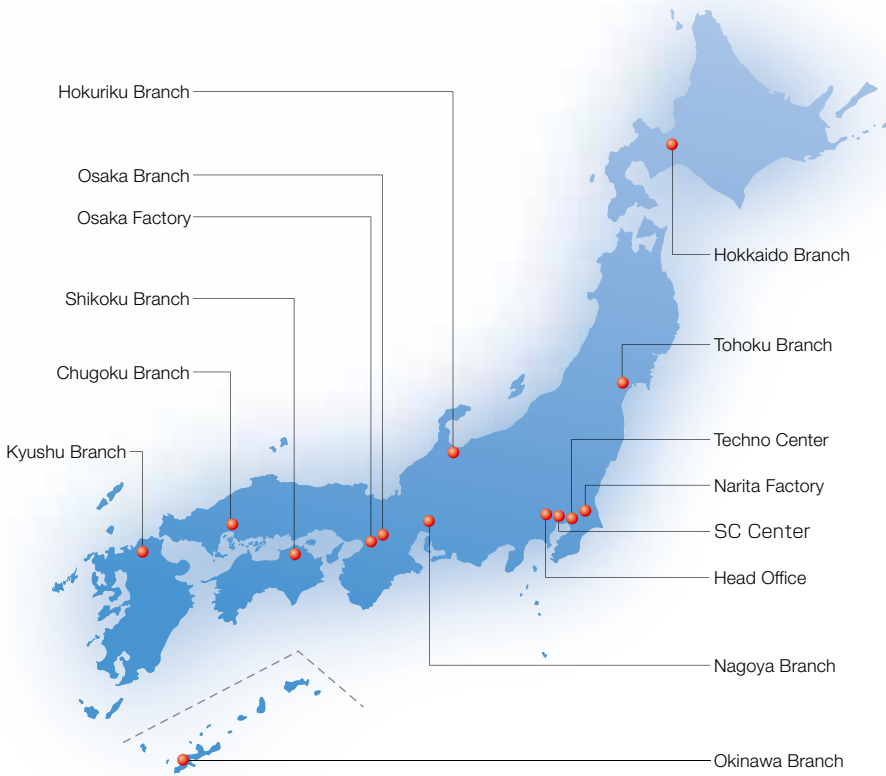 Hokuriku Branch
Osaka Branch
Osaka Factory
Shikoku Branch
Chugoku Branch
Kyushu Branch
Hokkaido Branch
Tohoku Branch
Techno Center
Narita Factory
SC Center
Head Office
Nagoya Branch
Okinawa Branch